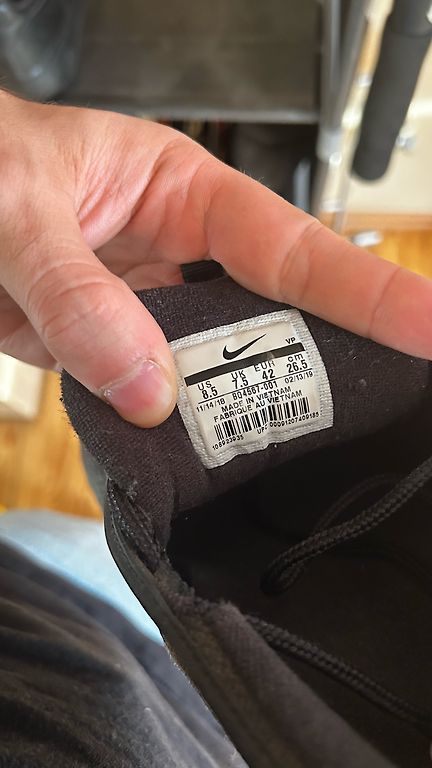 VP
US UK EUR cm
8.5 7.5 42 26.5
11/14/18 BQ4567-001 02/13/19
MADE IN VIETNAM
FABRIQUE AU VIETNAM